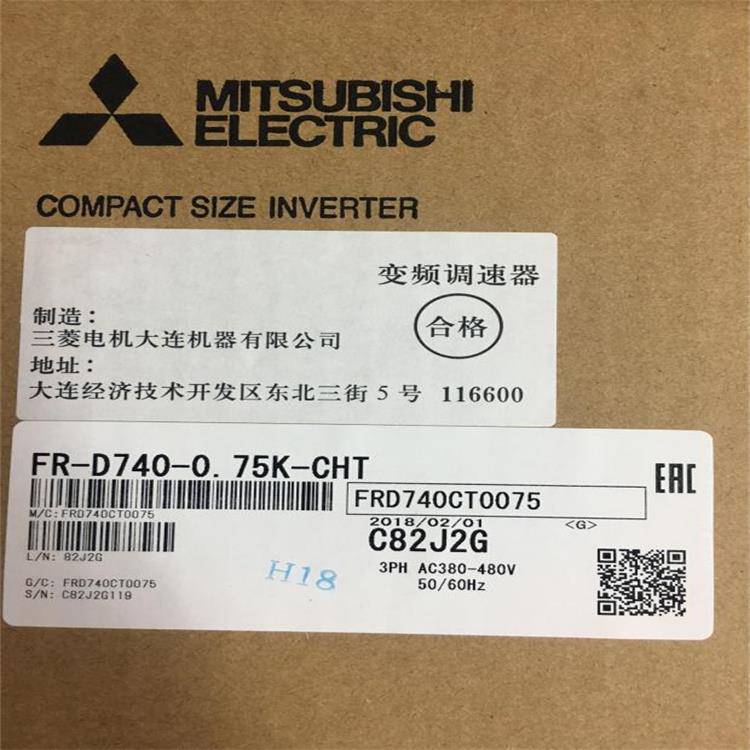 MITSUBISHI
ELECTRIC
COMPACT SIZE INVERTER
变频调速器
制造：
合格
三菱电机大连机器有限公司
地址：
大连经济技术开发区东北三街 5 号 116600
FR-D740-0.75K-CHT
FRD740CT0075
M/C: FRD740CT0075
2018/02/01
<G>
EAC
C82J2G
L/N: 82J2G
3PH AC380-480V
50/60Hz
H18
G/C: FRD740CT0075
S/N: C82J2G119